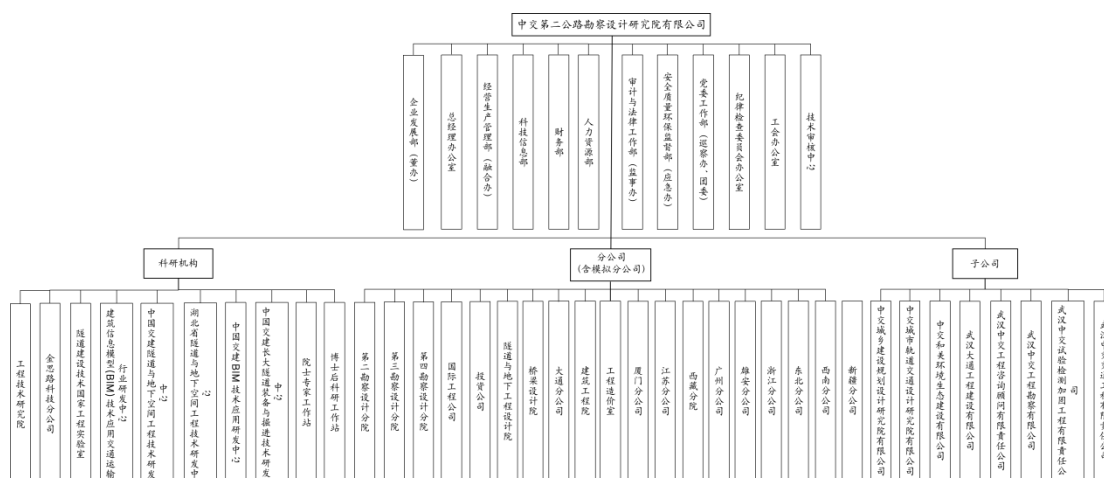 中交第二公路勘察设计研究院有限公司
企业发展部（董办）
总经理办公室
经营生产管理部（融合办）
科技信息部
财务部
人力资源部
审计与法律工作部（监事办）
安全质量环保监督部（应急办）
党委工作部（巡察办、团委）
纪律检查委员会办公室
工会办公室
技术审核中心
科研机构
分公司
(含模拟分公司)
子公司
工程技术研究院
金思路科技分公司
隧道建设技术国家工程实验室
建筑信息模型(BIM)技术应用交通运输
行业研发中心
中国交建隧道与地下空间工程技术研发
中心
湖北省隧道与地下空间工程技术研发中
心
中国交建BIM技术应用研发中心
中国交建长大隧道装备与掘进技术研发
中心
院士专家工作站
博士后科研工作站
第二勘察设计分院
第三勘察设计分院
第四勘察设计分院
国际工程公司
投资公司
隧道与地下工程设计院
桥梁设计院
大通分公司
建筑工程院
工程造价室
厦门分公司
江苏分公司
西藏分院
广州分公司
雄安分公司
浙江分公司
东北分公司
西南分公司
新疆分公司
中交城乡建设规划设计研究院有限公司
中交城市轨道交通设计研究院有限公司
中交和美环境生态建设有限公司
武汉大通工程建设有限公司
武汉中交工程咨询顾问有限责任公司
武汉中交工程勘察有限公司
武汉中交试验检测加固工程有限责任公
司
武汉中交交通工程有限责任公司